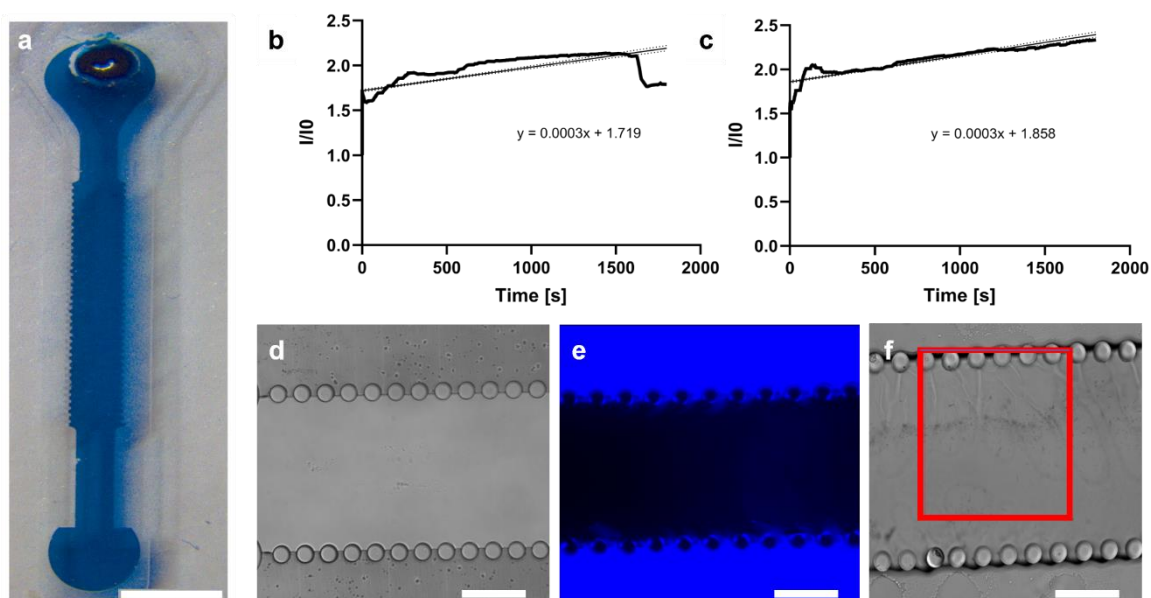 a
b
I/I0
2.5
2.0
1.5
1.0
0.5
0.0
y = 0.0003x + 1.719
0 500 1000 1500 2000
Time [s]
c
I/I0
2.5
2.0
1.5
1.0
0.5
0.0
y = 0.0003x + 1.858
0 500 1000 1500 2000
Time [s]
d
e
f